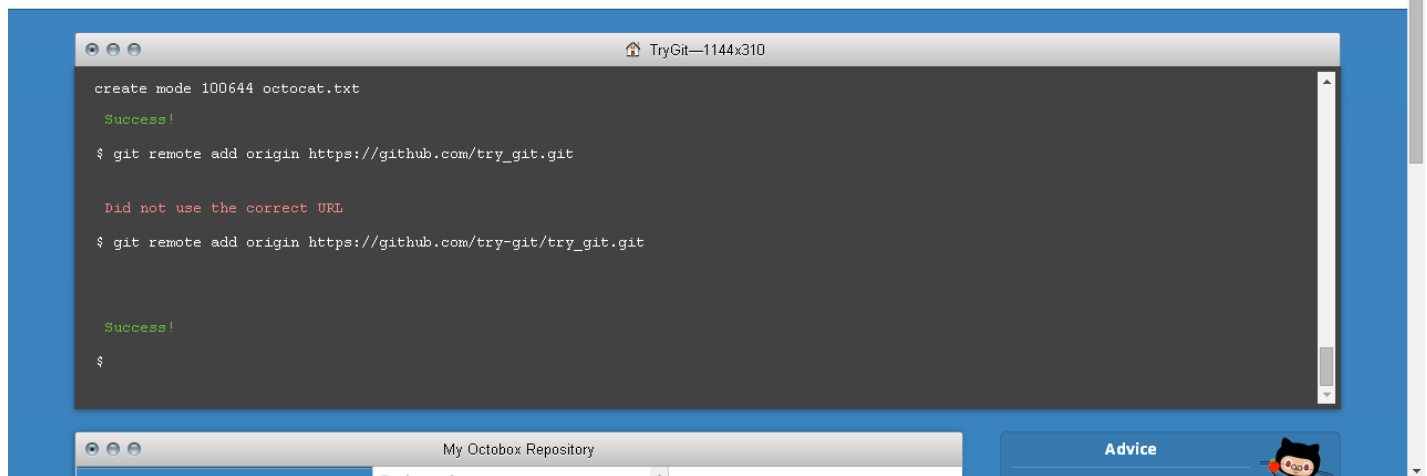 TryGit—1144x310
create mode 100644 octocat.txt
Success!
$ git remote add origin https://github.com/try_git.git
Did not use the correct URL
$ git remote add origin https://github.com/try-git/try_git.git
Success!
$
My Octobox Repository
Advice